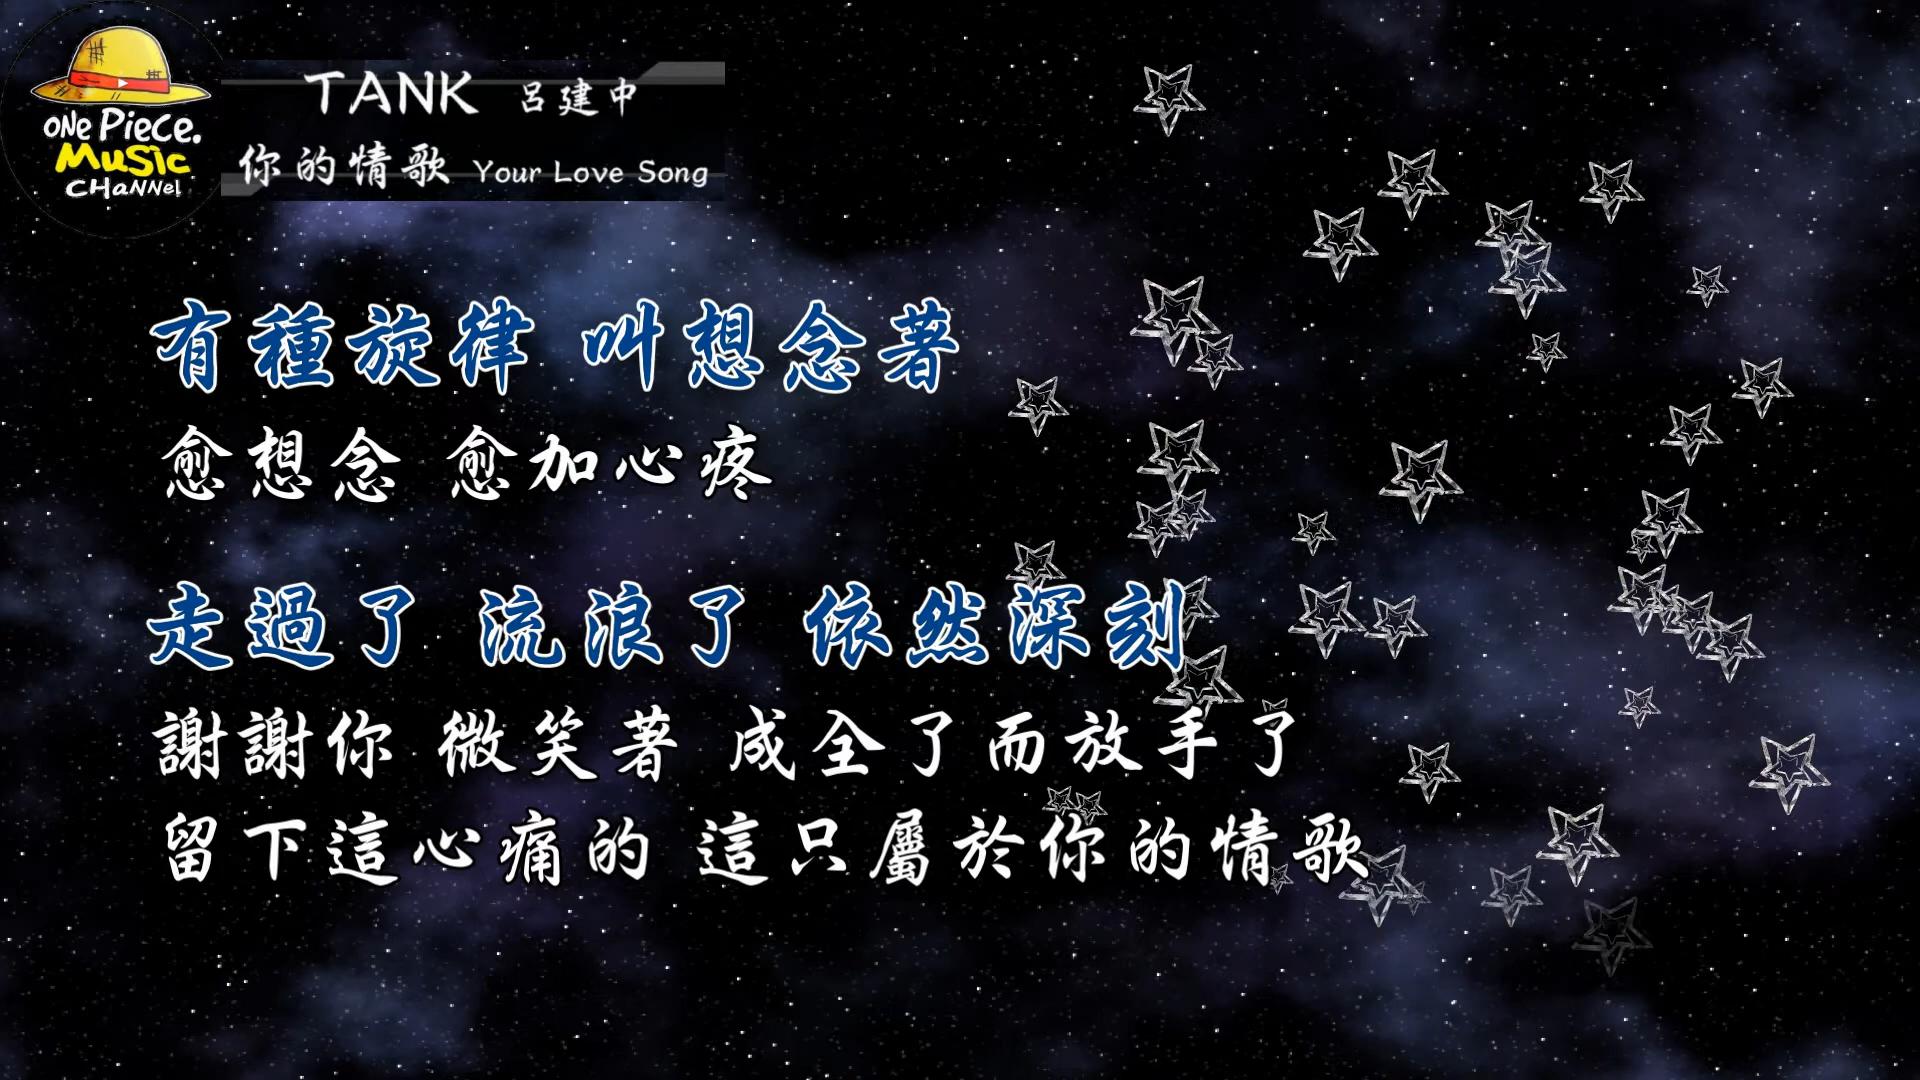 ONE PIECE.
MUSIC
CHANNEL
TANK 呂建中
你的情歌 Your Love Song
有種旋律 叫想念著
愈想念 愈加心疼
走過了 流浪了 依然深刻
謝謝你 微笑著 成全了而放手了
留下這心痛的 這只屬於你的情歌